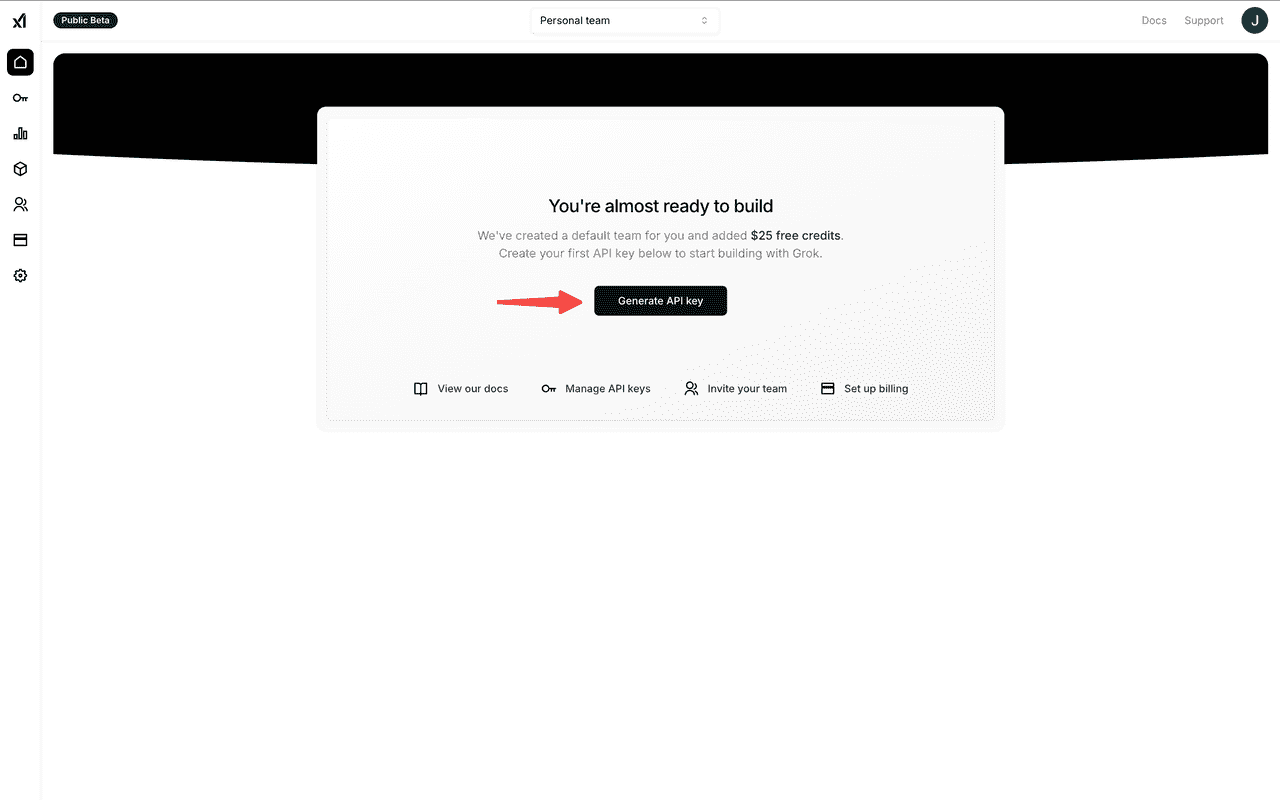 xI
Public Beta
Personal team
Docs
Support
J
You're almost ready to build
We've created a default team for you and added $25 free credits.
Create your first API key below to start building with Grok.
Generate API key
View our docs
Manage API keys
Invite your team
Set up billing